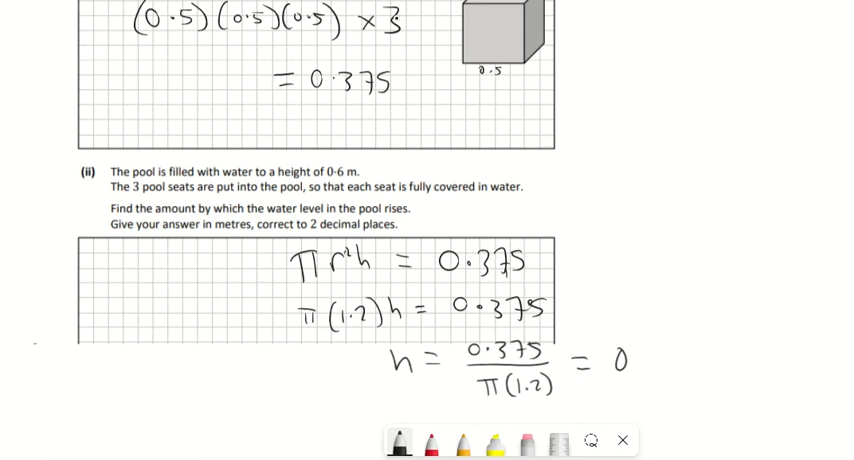 (0.5)(0.5)(0.5) × 3
= 0.375
0.5
(ii) The pool is filled with water to a height of 0·6 m.
The 3 pool seats are put into the pool, so that each seat is fully covered in water.
Find the amount by which the water level in the pool rises.
Give your answer in metres, correct to 2 decimal places.
π r²h = 0.375
π (1.2) h = 0.375
h = 0.375 / π (1.2) = 0